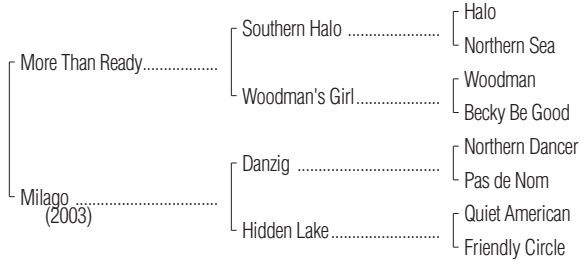 Halo
Southern Halo ..................
Northern Sea
More Than Ready.................
Woodman
Woodman's Girl.................
Becky Be Good
Northern Dancer
Danzig ............................
Pas de Nom
Milago .................................
(2003)
Quiet American
Hidden Lake.....................
Friendly Circle